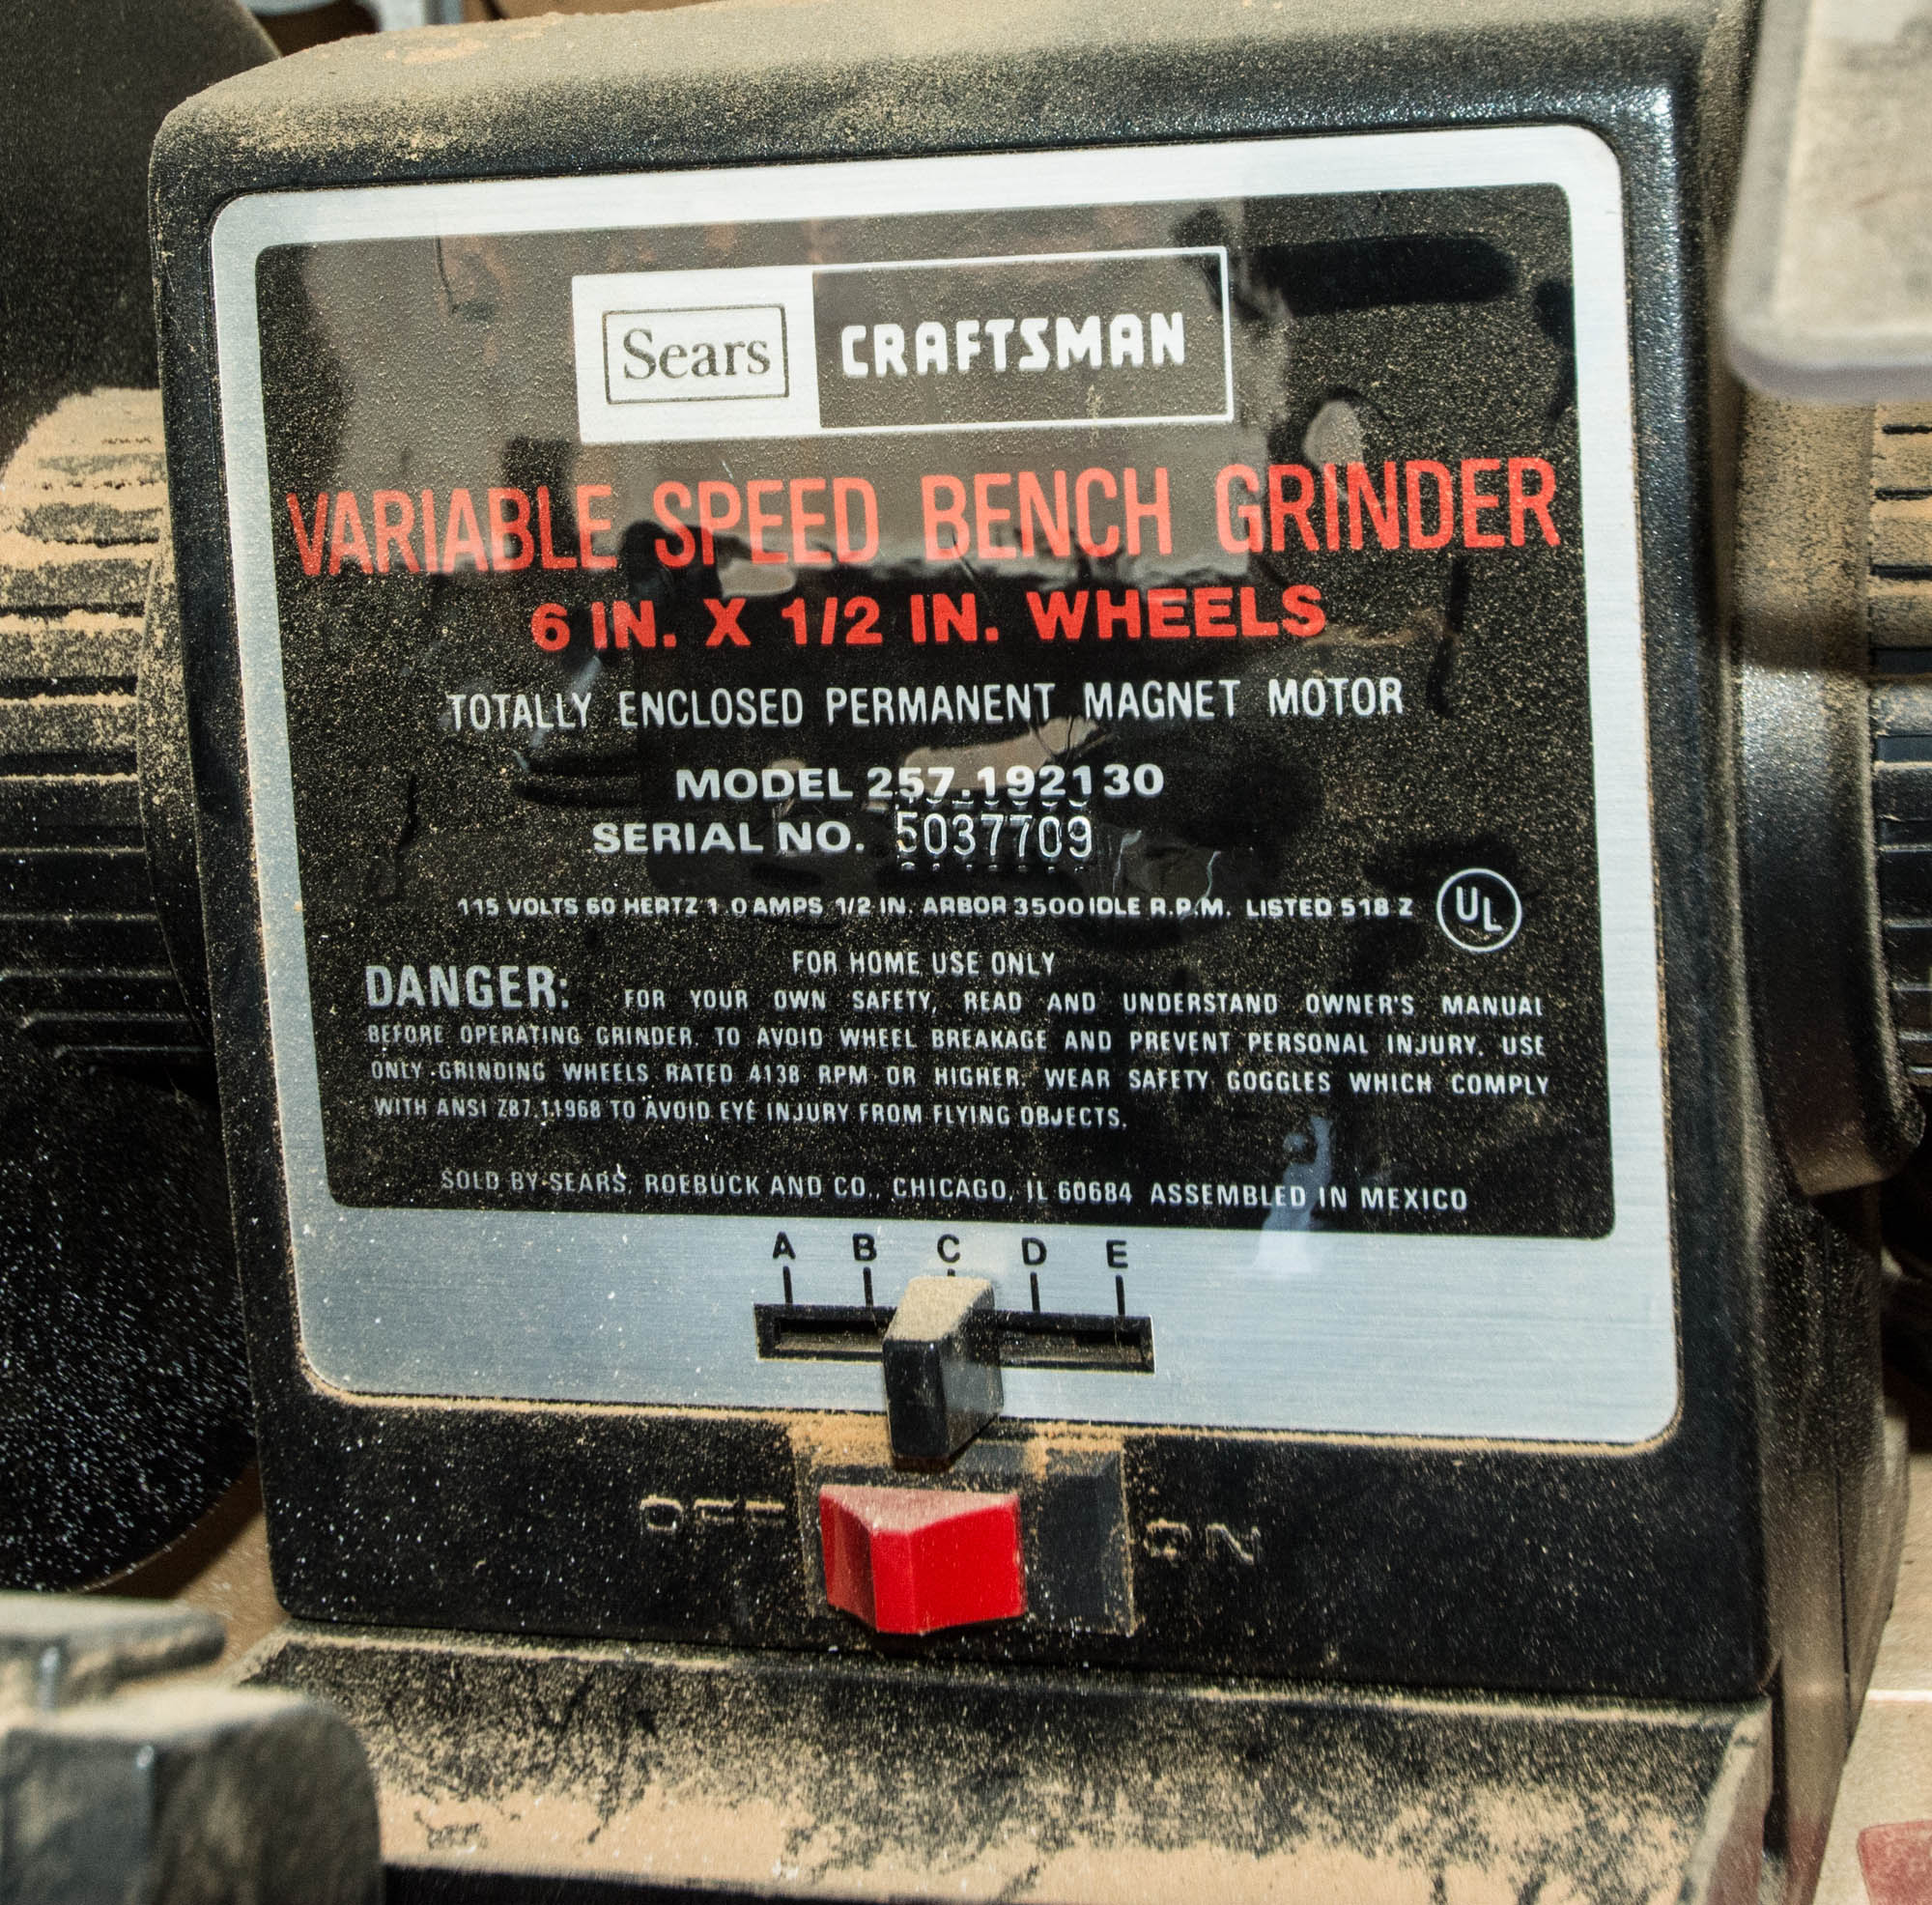 Sears CRAFTSMAN
VARIABLE SPEED BENCH GRINDER
6 IN. X 1/2 IN. WHEELS
TOTALLY ENCLOSED PERMANENT MAGNET MOTOR
MODEL 257.192130
SERIAL NO. 5037709
115 VOLTS 60 HERTZ 1.0 AMPS 1/2 IN. ARBOR 3500 IDLE R.P.M. LISTED 518 Z UL
FOR HOME USE ONLY
DANGER: FOR YOUR OWN SAFETY, READ AND UNDERSTAND OWNER'S MANUAL
BEFORE OPERATING GRINDER. TO AVOID WHEEL BREAKAGE AND PREVENT PERSONAL INJURY, USE
ONLY GRINDING WHEELS RATED 4138 RPM OR HIGHER. WEAR SAFETY GOGGLES WHICH COMPLY
WITH ANSI Z87.1.1968 TO AVOID EYE INJURY FROM FLYING OBJECTS.
SOLD BY SEARS, ROEBUCK AND CO., CHICAGO, IL 60684 ASSEMBLED IN MEXICO
A B C D E
OFF ON